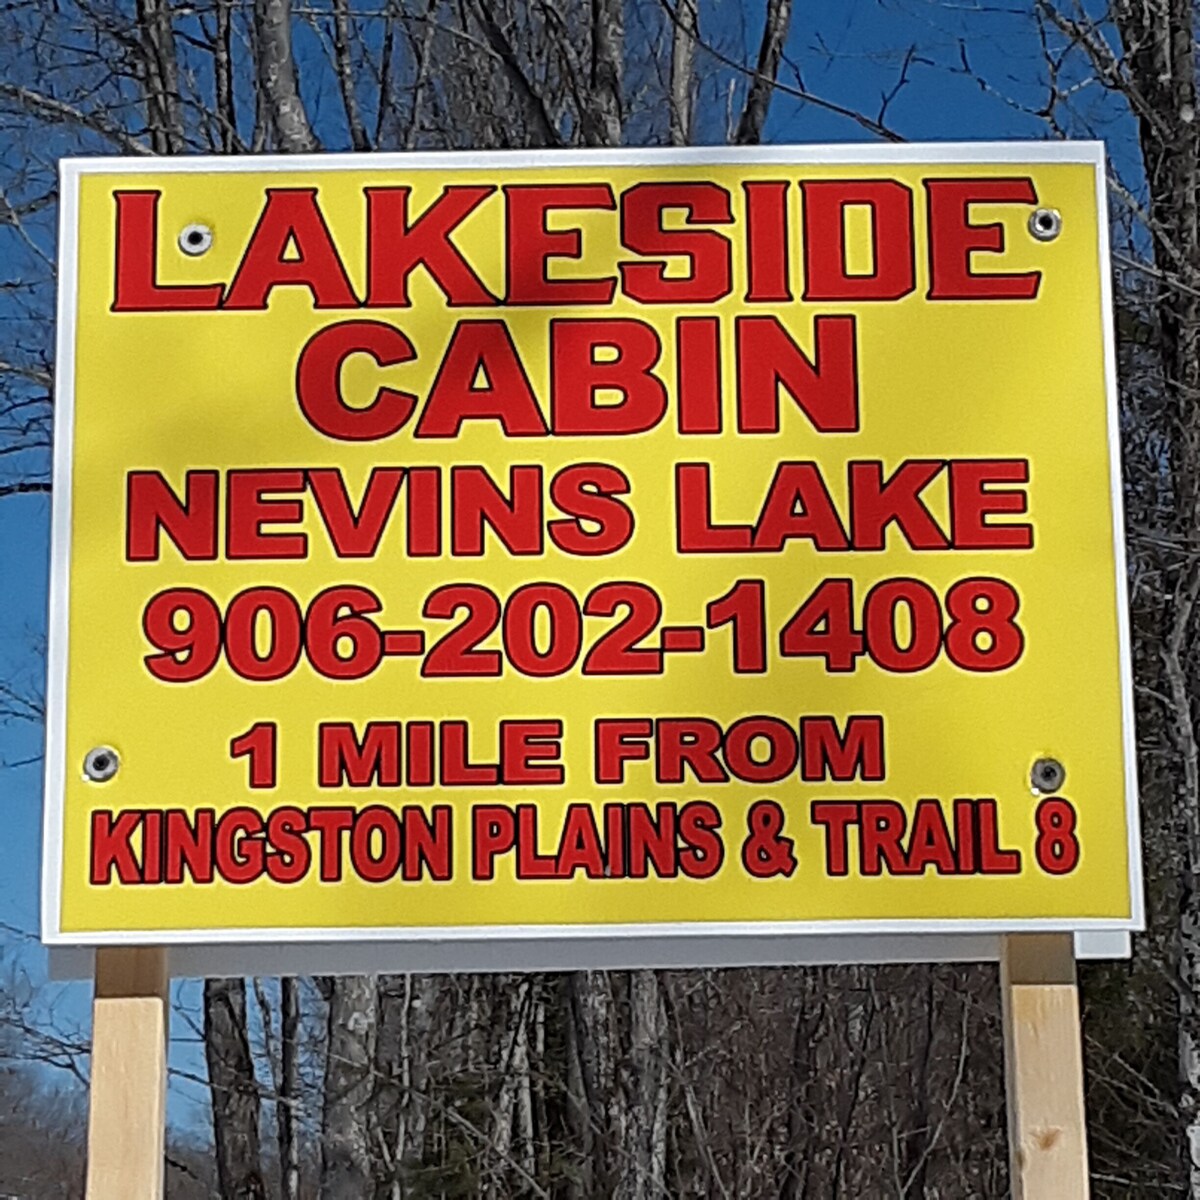 LAKESIDE
CABIN
NEVINS LAKE
906-202-1408
1 MILE FROM
KINGSTON PLAINS & TRAIL 8